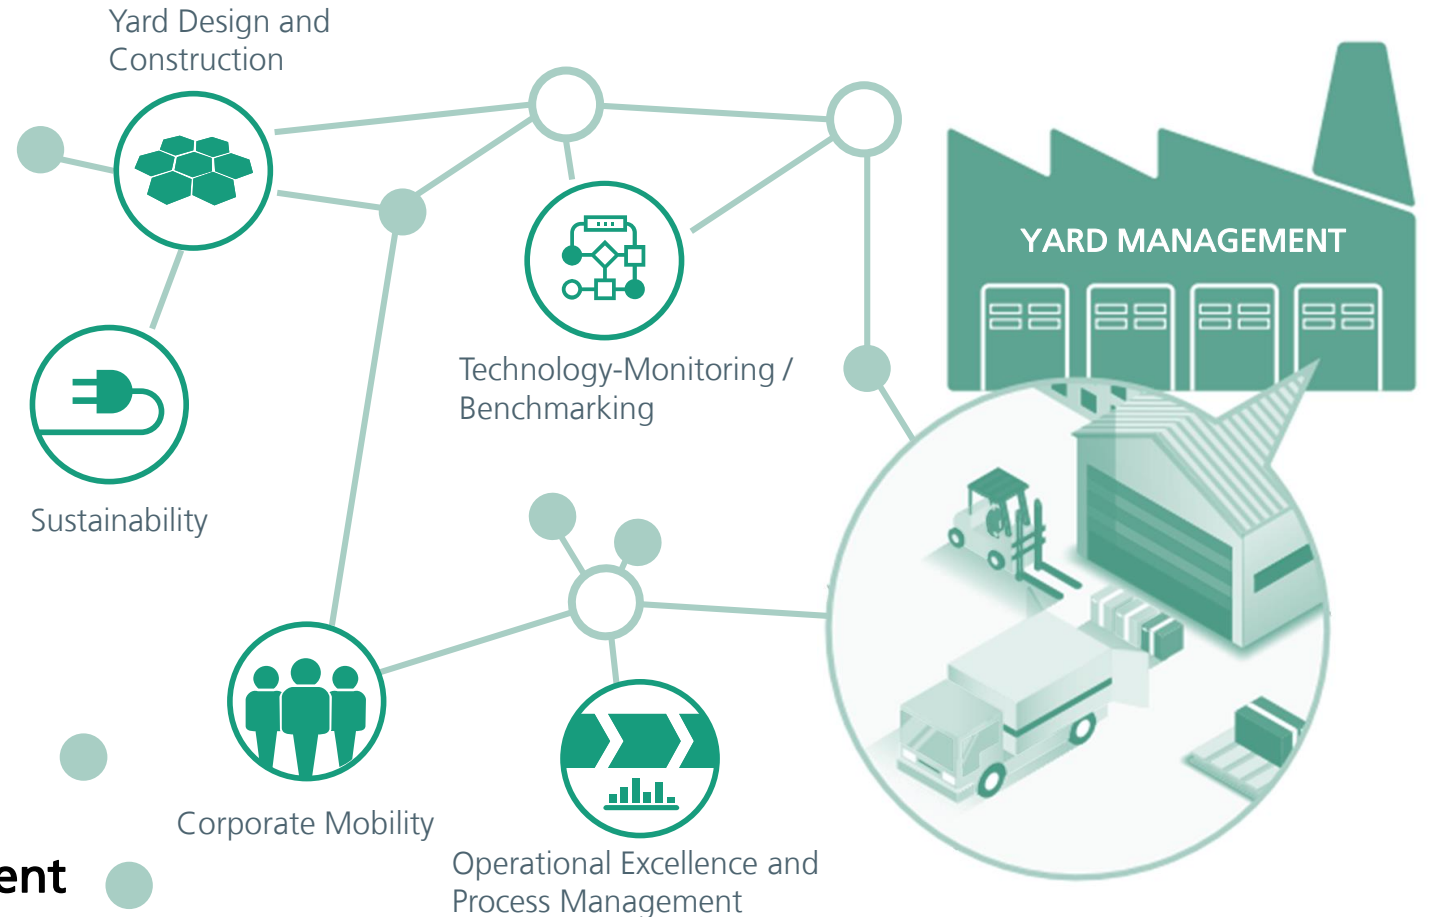 Yard Design and
Construction
YARD MANAGEMENT
Technology-Monitoring /
Benchmarking
Sustainability
Corporate Mobility
Operational Excellence and
Process Management
ent